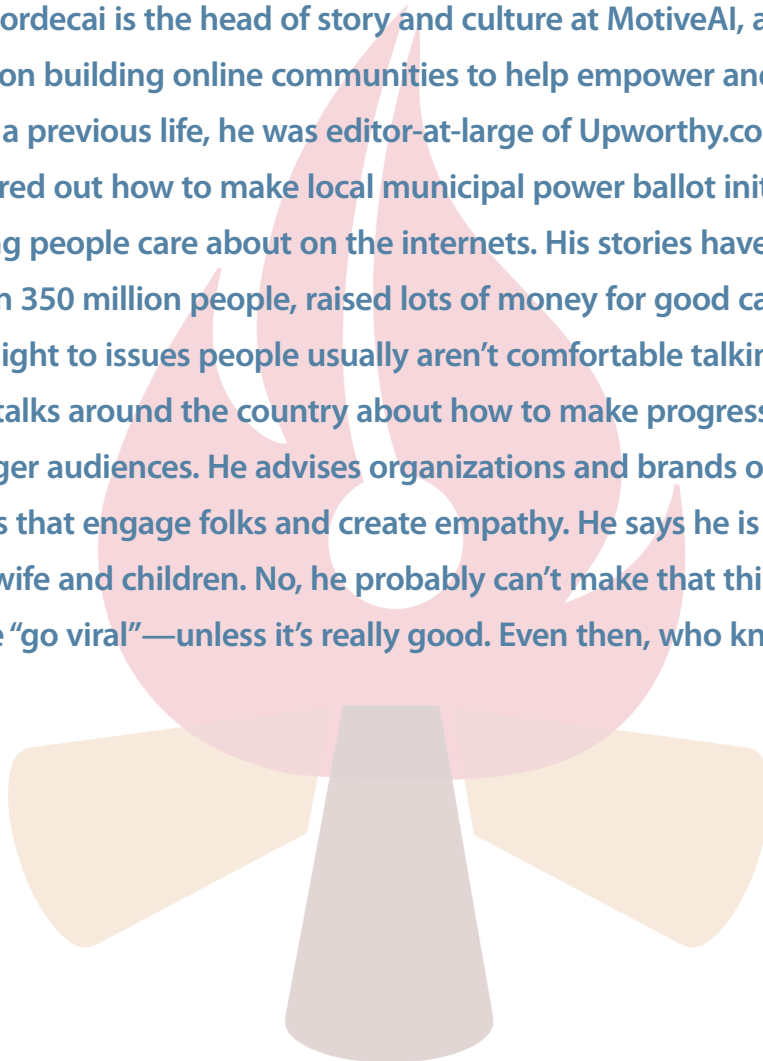 ordecai is the head of story and culture at MotiveAI, a
on building online communities to help empower and
a previous life, he was editor-at-large of Upworthy.co
red out how to make local municipal power ballot init
ng people care about on the internets. His stories have
n 350 million people, raised lots of money for good ca
ight to issues people usually aren’t comfortable talkin
talks around the country about how to make progress
ger audiences. He advises organizations and brands o
s that engage folks and create empathy. He says he is
wife and children. No, he probably can’t make that thi
e “go viral”—unless it’s really good. Even then, who kn